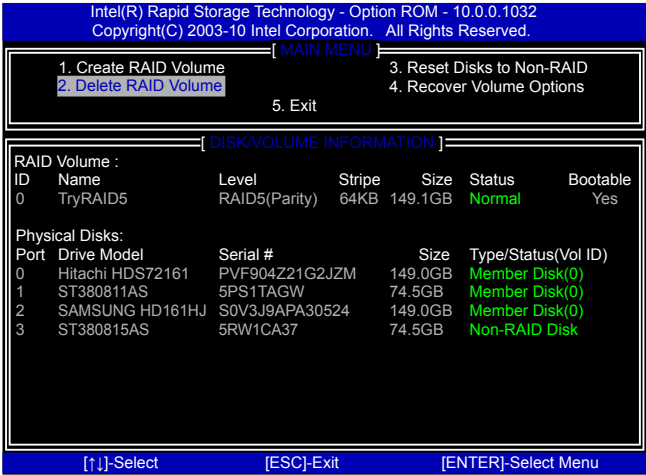 Intel(R) Rapid Storage Technology - Option ROM - 10.0.0.1032
Copyright(C) 2003-10 Intel Corporation. All Rights Reserved.
[ MAIN MENU ]
1. Create RAID Volume 3. Reset Disks to Non-RAID
2. Delete RAID Volume 4. Recover Volume Options
5. Exit
[ DISK/VOLUME INFORMATION ]
RAID Volume :
ID Name Level Stripe Size Status Bootable
0 TryRAID5 RAID5(Parity) 64KB 149.1GB Normal Yes
Physical Disks:
Port Drive Model Serial # Size Type/Status(Vol ID)
0 Hitachi HDS72161 PVF904Z21G2JZM 149.0GB Member Disk(0)
1 ST380811AS 5PS1TAGW 74.5GB Member Disk(0)
2 SAMSUNG HD161HJ S0V3J9APA30524 149.0GB Member Disk(0)
3 ST380815AS 5RW1CA37 74.5GB Non-RAID Disk
[↑↓]-Select [ESC]-Exit [ENTER]-Select Menu